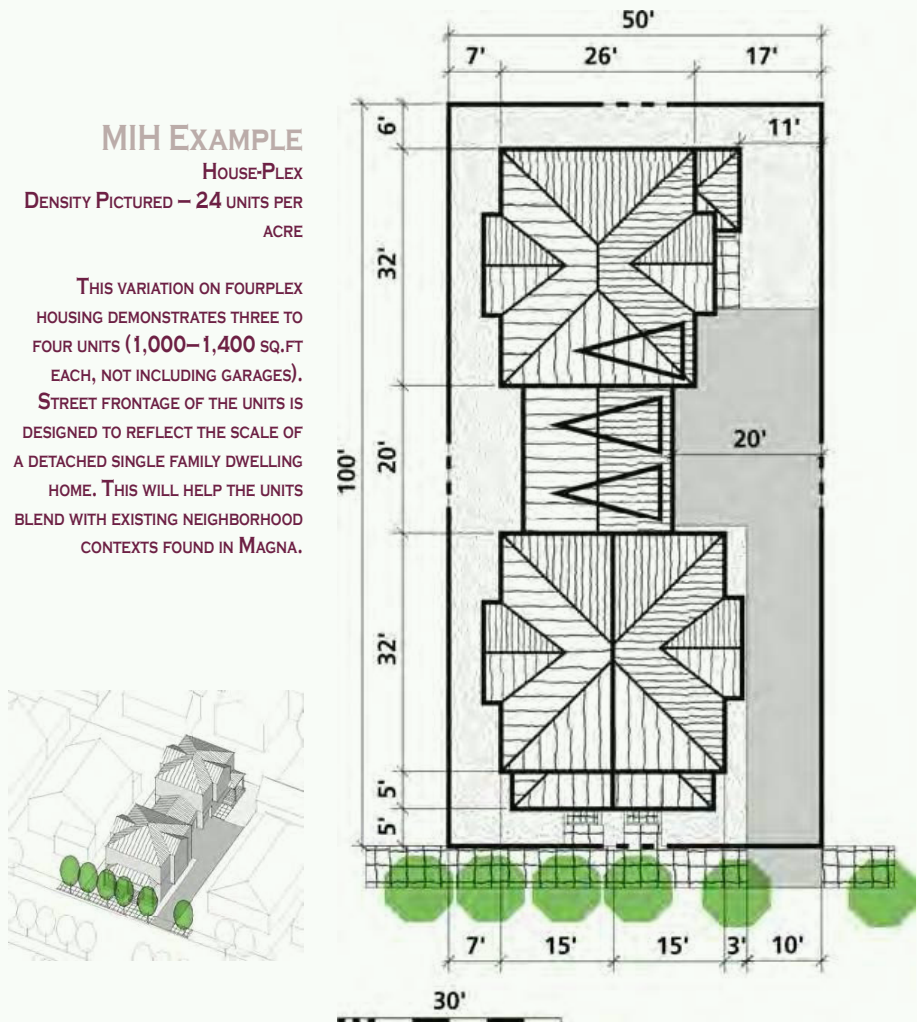 MIH EXAMPLE
HOUSE-PLEX
DENSITY PICTURED – 24 UNITS PER
ACRE
THIS VARIATION ON FOURPLEX
HOUSING DEMONSTRATES THREE TO
FOUR UNITS (1,000–1,400 SQ.FT
EACH, NOT INCLUDING GARAGES).
STREET FRONTAGE OF THE UNITS IS
DESIGNED TO REFLECT THE SCALE OF
A DETACHED SINGLE FAMILY DWELLING
HOME. THIS WILL HELP THE UNITS
BLEND WITH EXISTING NEIGHBORHOOD
CONTEXTS FOUND IN MAGNA.
50'
7' 26' 17'
6'
11'
32'
100'
20'
20'
32'
5'
5'
7' 15' 15' 3' 10'
30'